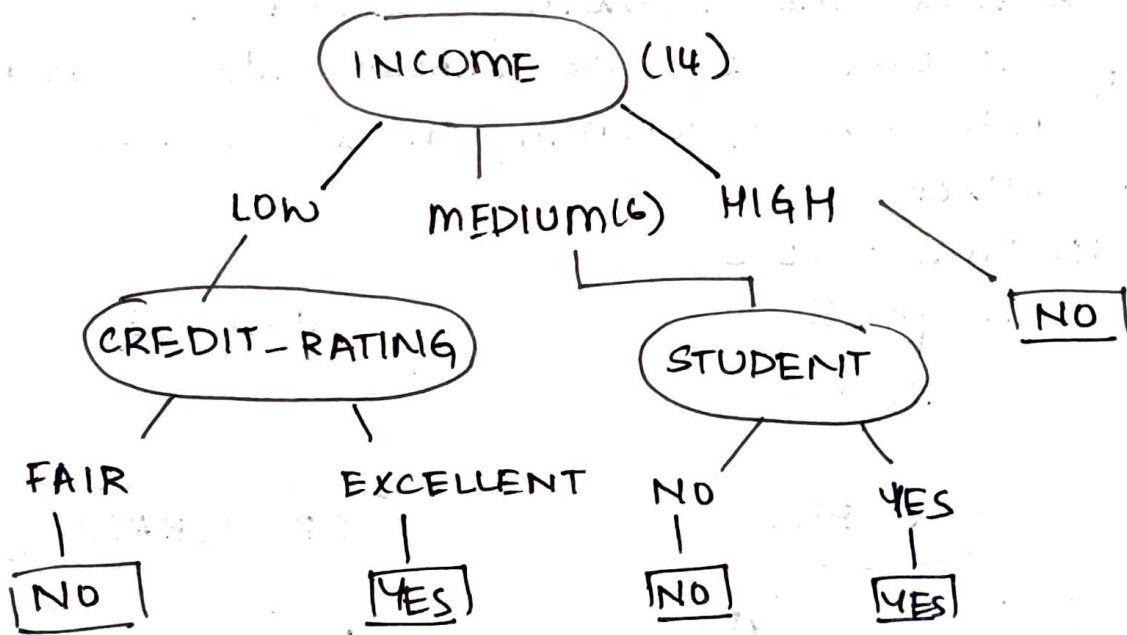 INCOME (14)
LOW MEDIUM(6) HIGH
NO
CREDIT_RATING STUDENT
FAIR EXCELLENT NO YES
NO YES NO YES